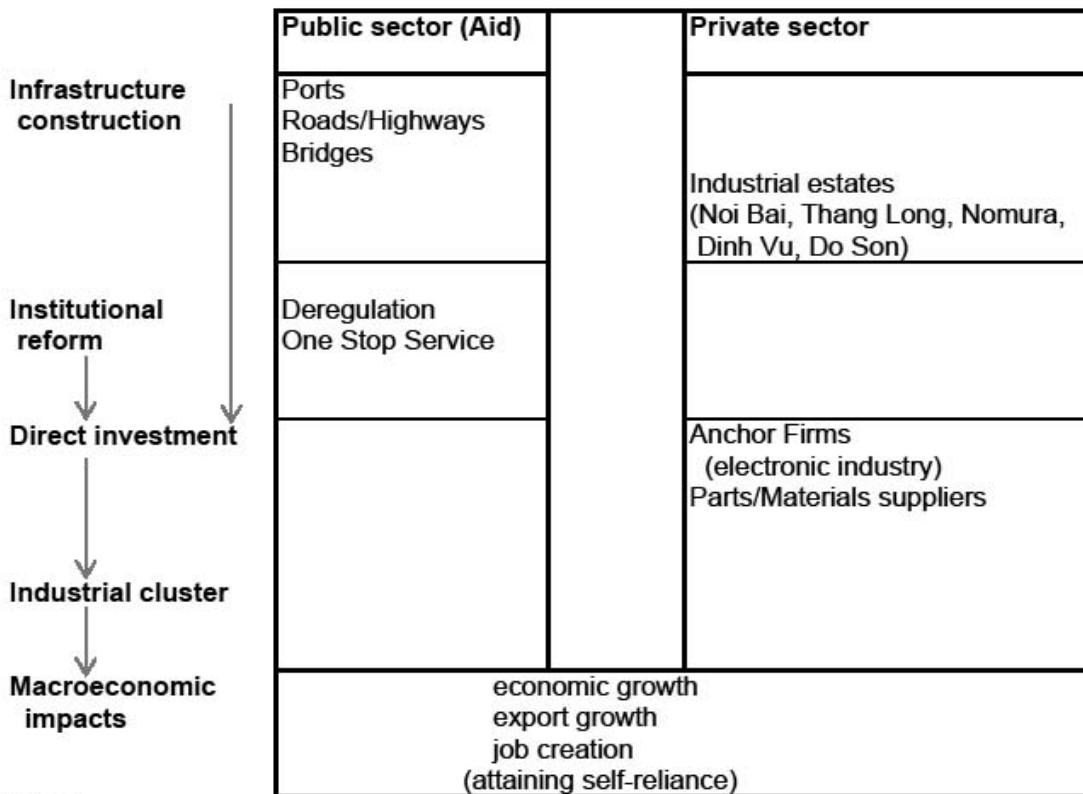 Public sector (Aid)
Private sector
Infrastructure
construction
Ports
Roads/Highways
Bridges
Industrial estates
(Noi Bai, Thang Long, Nomura,
Dinh Vu, Do Son)
Institutional
reform
Deregulation
One Stop Service
Direct investment
Anchor Firms
(electronic industry)
Parts/Materials suppliers
Industrial cluster
Macroeconomic
impacts
economic growth
export growth
job creation
(attaining self-reliance)